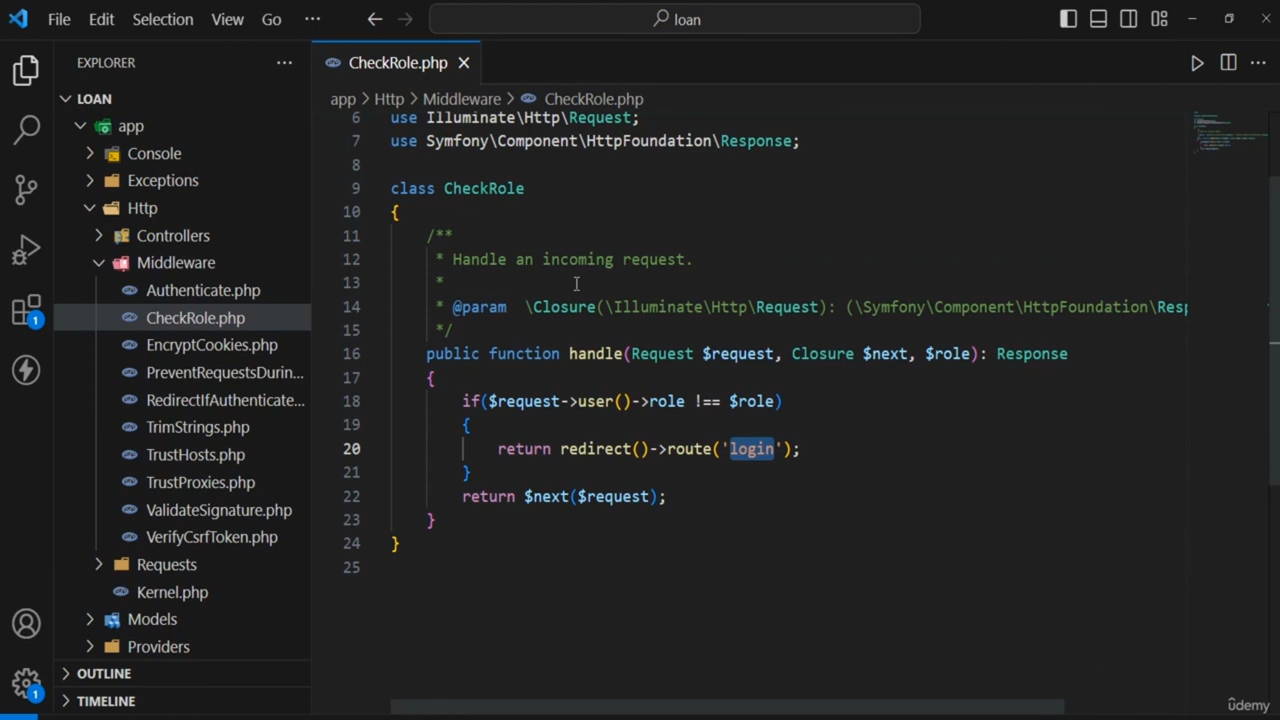 File Edit Selection View Go ··· loan
EXPLORER ···
LOAN
app
Console
Exceptions
Http
Controllers
Middleware
Authenticate.php
CheckRole.php
EncryptCookies.php
PreventRequestsDurin...
RedirectIfAuthenticate...
TrimStrings.php
TrustHosts.php
TrustProxies.php
ValidateSignature.php
VerifyCsrfToken.php
Requests
Kernel.php
Models
Providers
OUTLINE
TIMELINE
1
1
CheckRole.php
app > Http > Middleware > CheckRole.php
6 use Illuminate\Http\Request;
7 use Symfony\Component\HttpFoundation\Response;
8
9 class CheckRole
10 {
11 /**
12 * Handle an incoming request.
13 *
14 * @param \Closure(\Illuminate\Http\Request): (\Symfony\Component\HttpFoundation\Resp
15 */
16 public function handle(Request $request, Closure $next, $role): Response
17 {
18 if($request->user()->role !== $role)
19 {
20 return redirect()->route('login');
21 }
22 return $next($request);
23 }
24 }
25
ûdemy